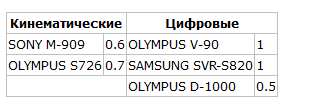 Кинематические Цифровые
SONY M-909 0.6 OLYMPUS V-90 1
OLYMPUS S726 0.7 SAMSUNG SVR-S820 1
OLYMPUS D-1000 0.5